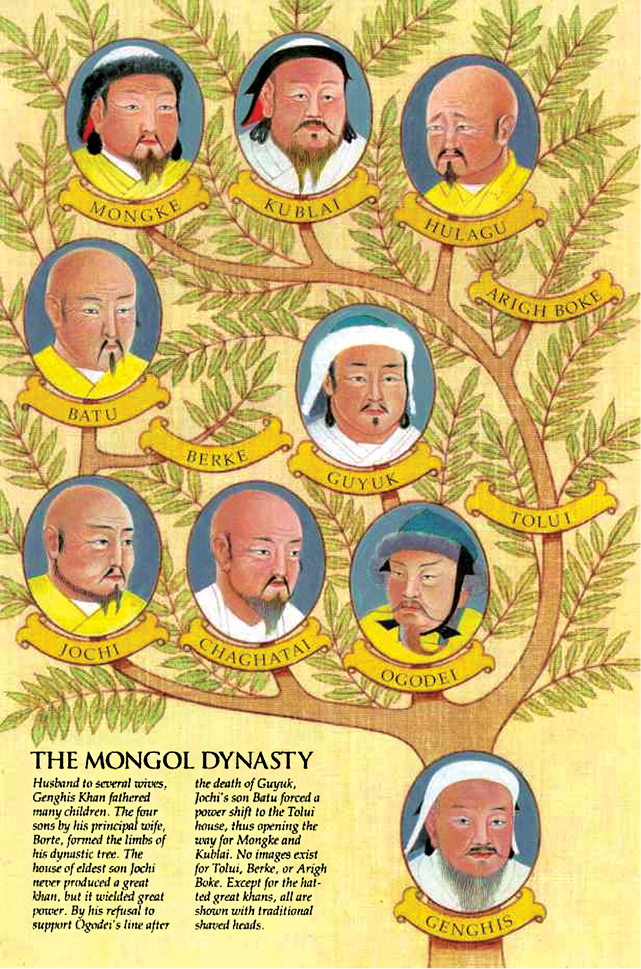 MONGKE
KUBLAI
HULAGU
ARIGH BOKE
BATU
BERKE
GUYUK
TOLUI
JOCHI
CHAGHATAI
OGODEI
GENGHIS
THE MONGOL DYNASTY
Husband to several wives,
Genghis Khan fathered
many children. The four
sons by his principal wife,
Borte, formed the limbs of
his dynastic tree. The
house of eldest son Jochi
never produced a great
khan, but it wielded great
power. By his refusal to
support Ögodei's line after
the death of Guyuk,
Jochi's son Batu forced a
power shift to the Tolui
house, thus opening the
way for Mongke and
Kublai. No images exist
for Tolui, Berke, or Arigh
Boke. Except for the hat-
ted great khans, all are
shown with traditional
shaved heads.